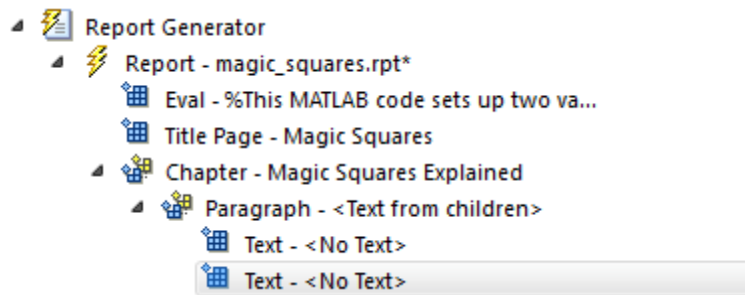 Report Generator
Report - magic_squares.rpt*
Eval - %This MATLAB code sets up two va...
Title Page - Magic Squares
Chapter - Magic Squares Explained
Paragraph - <Text from children>
Text - <No Text>
Text - <No Text>